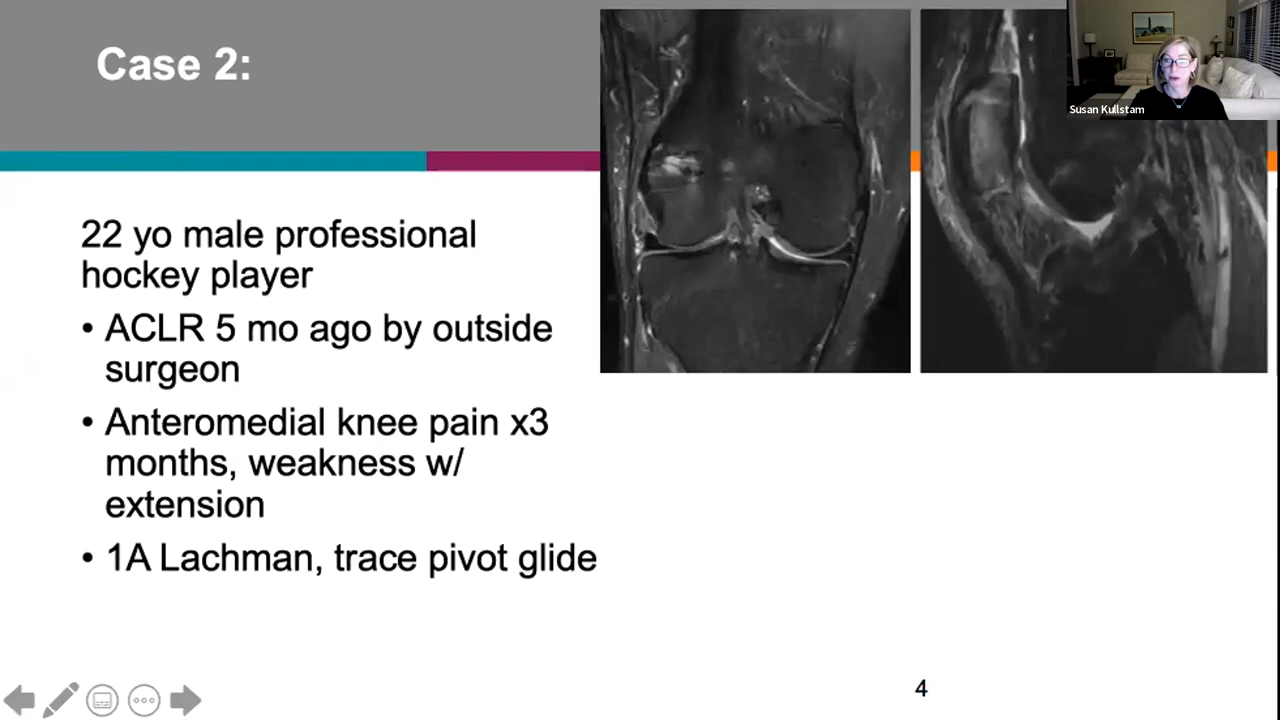 Case 2:
Susan Kullstam
22 yo male professional
hockey player
• ACLR 5 mo ago by outside
surgeon
• Anteromedial knee pain x3
months, weakness w/
extension
• 1A Lachman, trace pivot glide
4